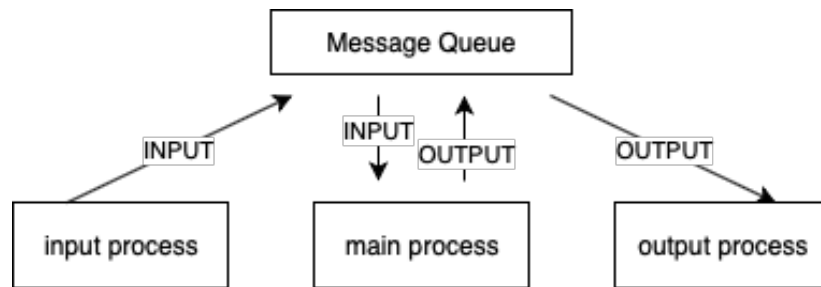 Message Queue
INPUT
INPUT
OUTPUT
OUTPUT
input process
main process
output process